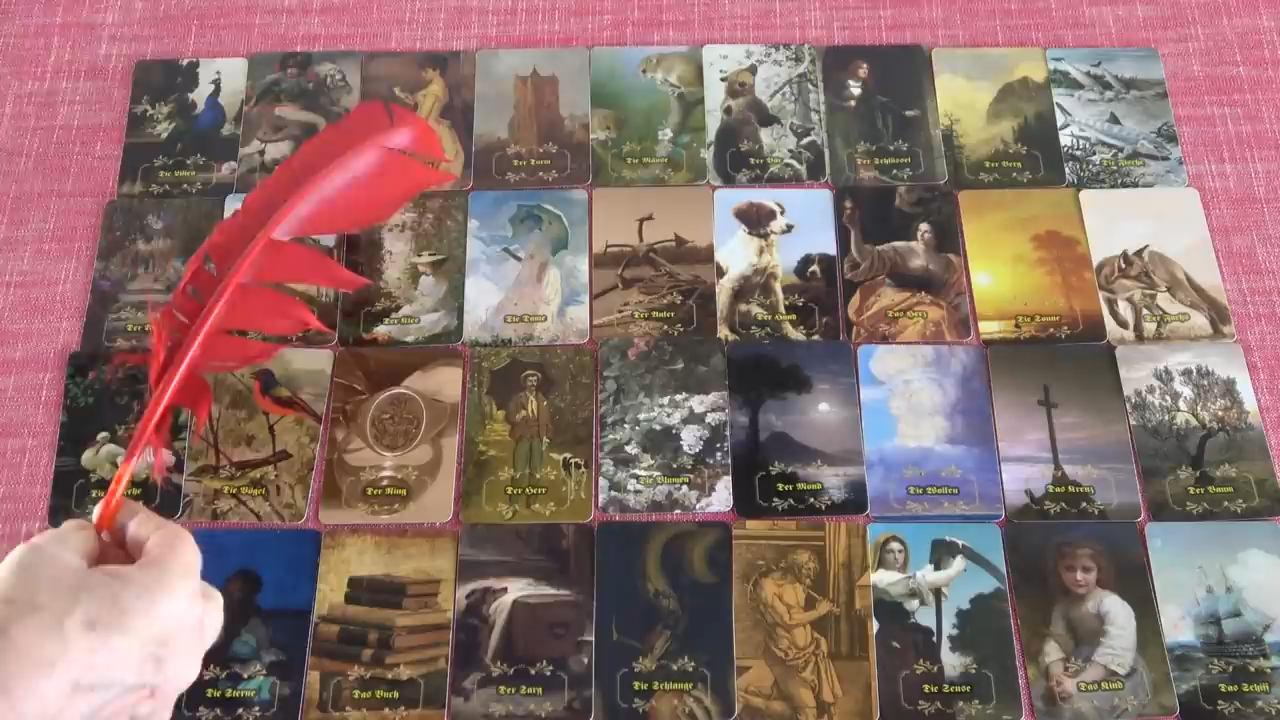 Die Lilien
Der Turm
Die Mäuse
Der Bär
Der Schlüssel
Der Berg
Die Fische
Der Klee
Die Dame
Der Anker
Der Hund
Das Herz
Die Sonne
Der Fuchs
Die Vögel
Der Ring
Der Herr
Die Blumen
Der Mond
Die Wolken
Das Kreuz
Der Baum
Die Sterne
Das Buch
Der Sarg
Die Schlange
Die Sense
Das Kind
Das Schiff